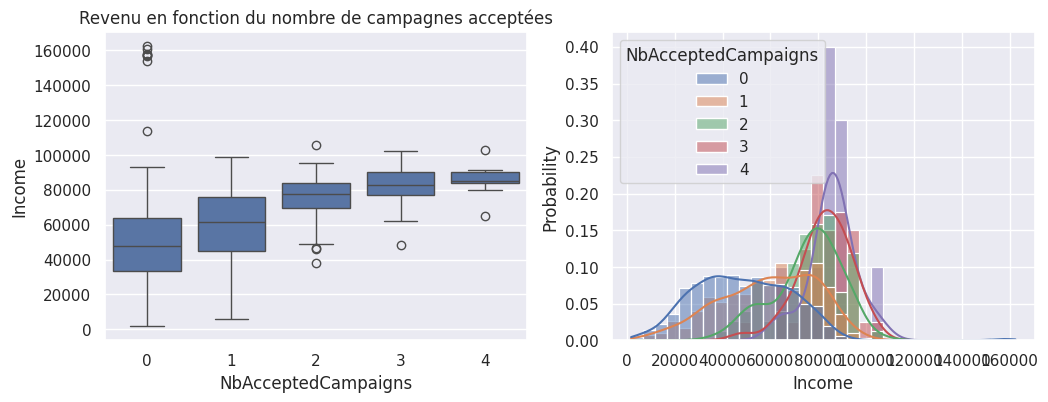 Revenu en fonction du nombre de campagnes acceptées
160000
140000
120000
100000
80000
60000
40000
20000
0
Income
0 1 2 3 4
NbAcceptedCampaigns
0.40
0.35
0.30
0.25
0.20
0.15
0.10
0.05
0.00
Probability
NbAcceptedCampaigns
0
1
2
3
4
0 20000 40000 60000 80000 100000 120000 140000 160000
Income